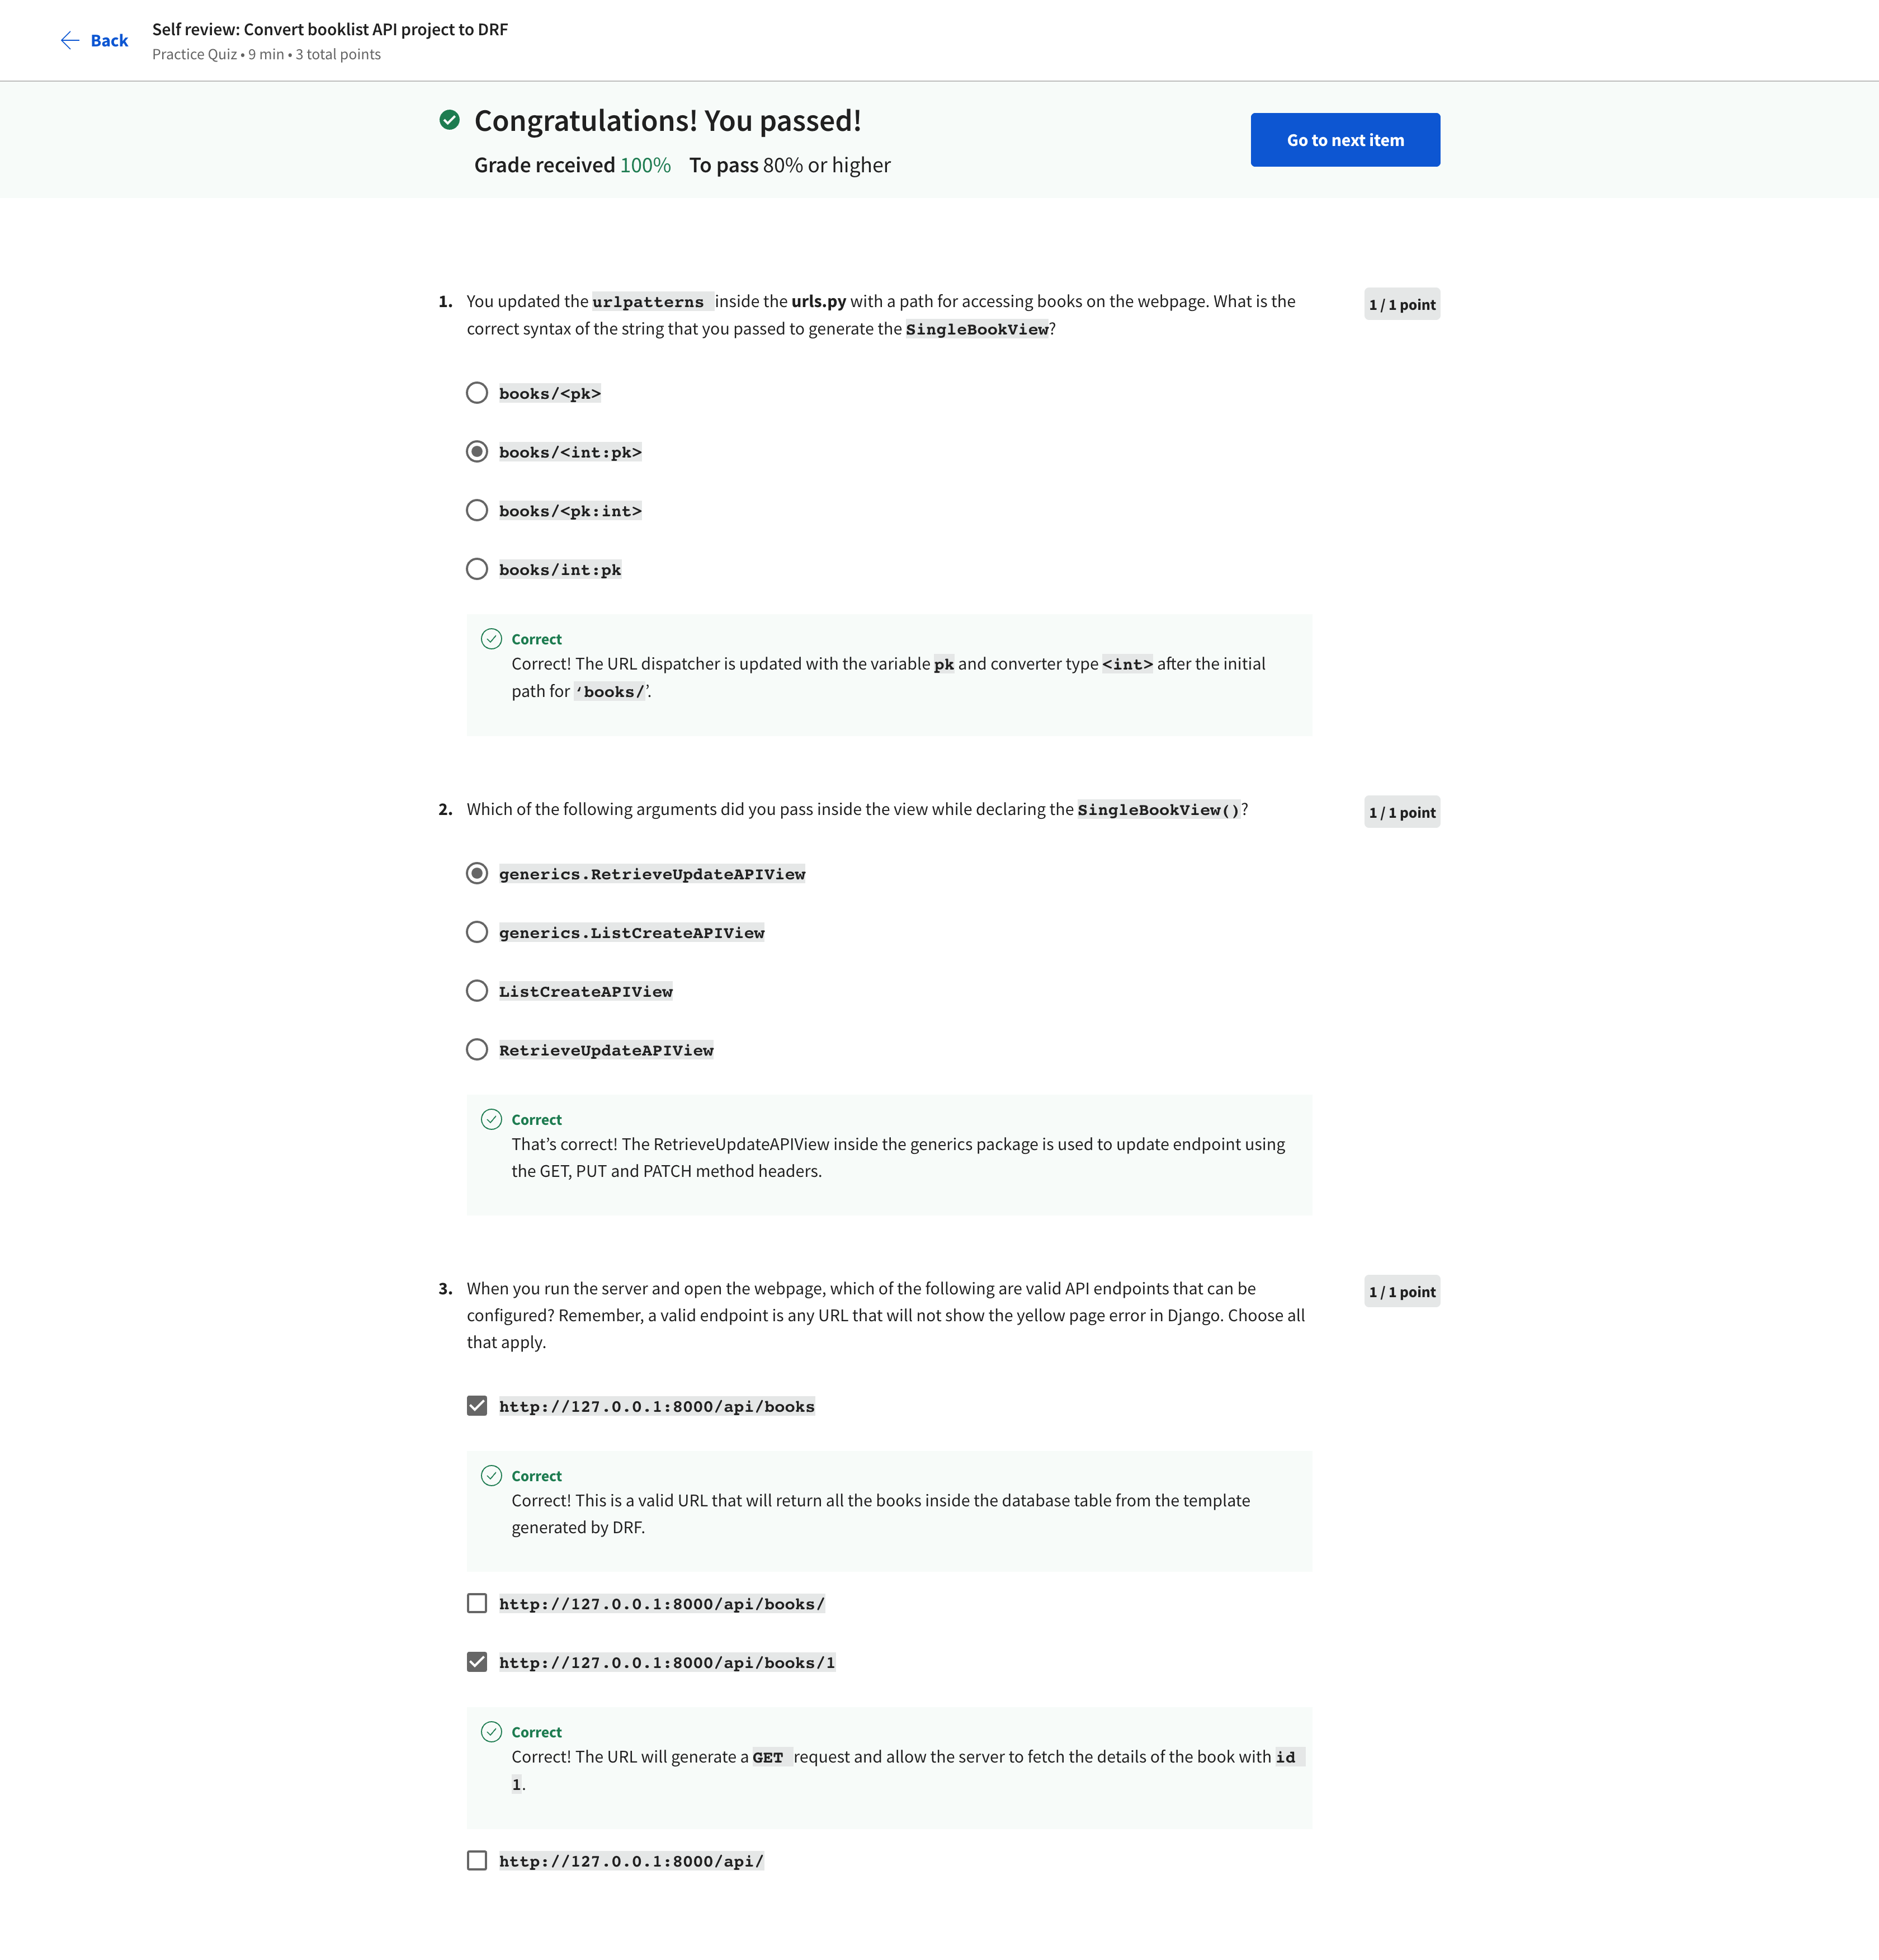 Back
Self review: Convert booklist API project to DRF
Practice Quiz • 9 min • 3 total points
Congratulations! You passed!
Grade received 100% To pass 80% or higher
Go to next item
1. You updated the urlpatterns inside the urls.py with a path for accessing books on the webpage. What is the
correct syntax of the string that you passed to generate the SingleBookView?
1 / 1 point
books/<pk>
books/<int:pk>
books/<pk:int>
books/int:pk
Correct
Correct! The URL dispatcher is updated with the variable pk and converter type <int> after the initial
path for ‘books/’.
2. Which of the following arguments did you pass inside the view while declaring the SingleBookView()?
1 / 1 point
generics.RetrieveUpdateAPIView
generics.ListCreateAPIView
ListCreateAPIView
RetrieveUpdateAPIView
Correct
That’s correct! The RetrieveUpdateAPIView inside the generics package is used to update endpoint using
the GET, PUT and PATCH method headers.
3. When you run the server and open the webpage, which of the following are valid API endpoints that can be
configured? Remember, a valid endpoint is any URL that will not show the yellow page error in Django. Choose all
that apply.
1 / 1 point
http://127.0.0.1:8000/api/books
Correct
Correct! This is a valid URL that will return all the books inside the database table from the template
generated by DRF.
http://127.0.0.1:8000/api/books/
http://127.0.0.1:8000/api/books/1
Correct
Correct! The URL will generate a GET request and allow the server to fetch the details of the book with id
1.
http://127.0.0.1:8000/api/